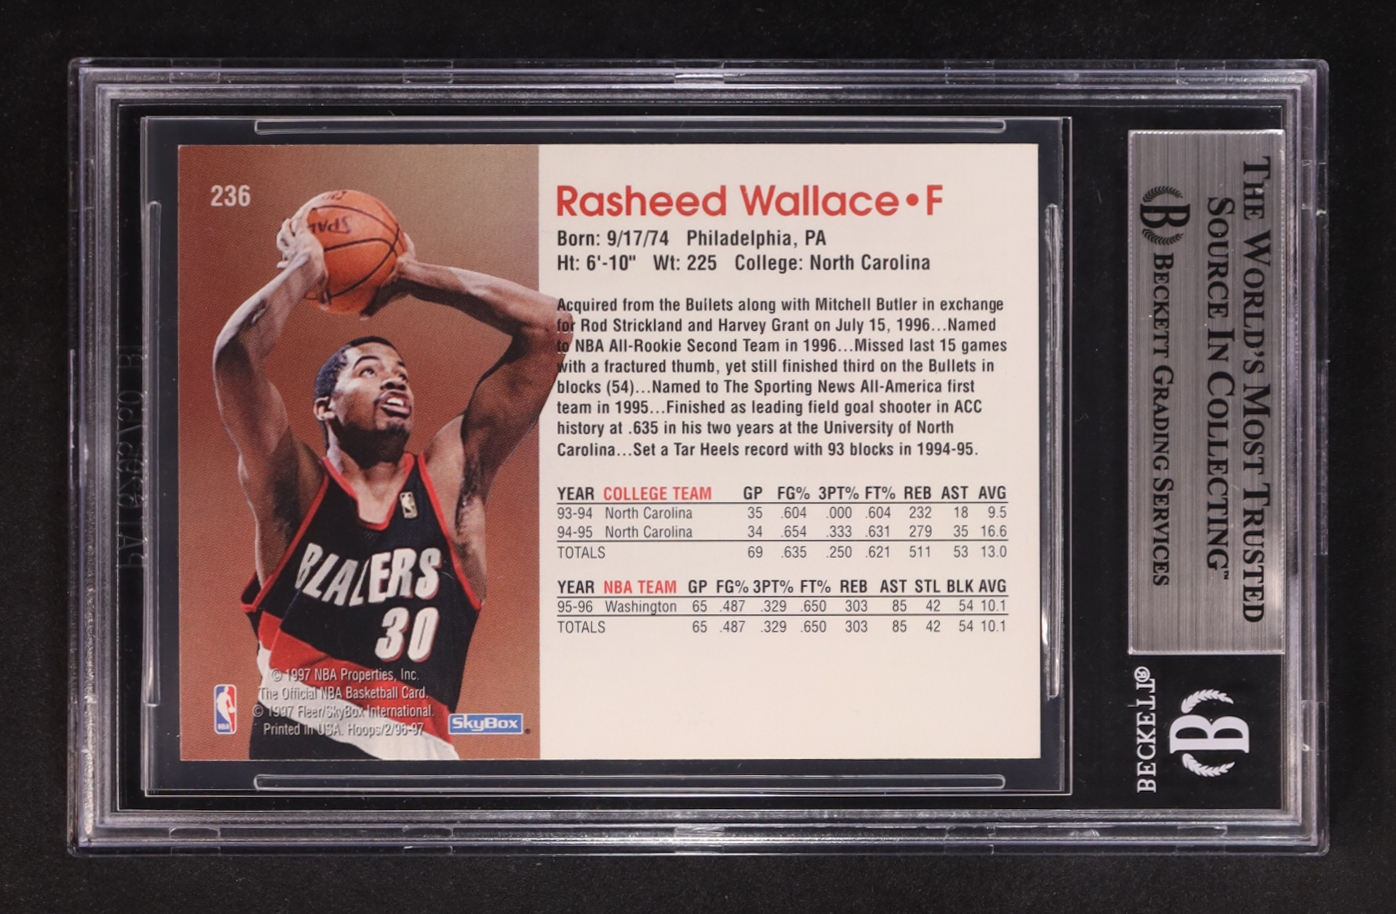 236
SPAL
BLAZERS
30
© 1997 NBA Properties, Inc.
The Official NBA Basketball Card.
© 1997 Fleer/SkyBox International.
Printed In USA. Hoops/2/96-97
SkyBox
Rasheed Wallace•F
Born: 9/17/74 Philadelphia, PA
Ht: 6'-10" Wt: 225 College: North Carolina
Acquired from the Bullets along with Mitchell Butler in exchange
for Rod Strickland and Harvey Grant on July 15, 1996...Named
to NBA All-Rookie Second Team in 1996...Missed last 15 games
with a fractured thumb, yet still finished third on the Bullets in
blocks (54)...Named to The Sporting News All-America first
team in 1995...Finished as leading field goal shooter in ACC
history at .635 in his two years at the University of North
Carolina...Set a Tar Heels record with 93 blocks in 1994-95.
YEAR COLLEGE TEAM GP FG% 3PT% FT% REB AST AVG
93-94 North Carolina 35 .604 .000 .604 232 18 9.5
94-95 North Carolina 34 .654 .333 .631 279 35 16.6
TOTALS 69 .635 .250 .621 511 53 13.0
YEAR NBA TEAM GP FG% 3PT% FT% REB AST STL BLK AVG
95-96 Washington 65 .487 .329 .650 303 85 42 54 10.1
TOTALS 65 .487 .329 .650 303 85 42 54 10.1
THE WORLD'S MOST TRUSTED
SOURCE IN COLLECTING™
B BECKETT GRADING SERVICES
B
BECKETT®